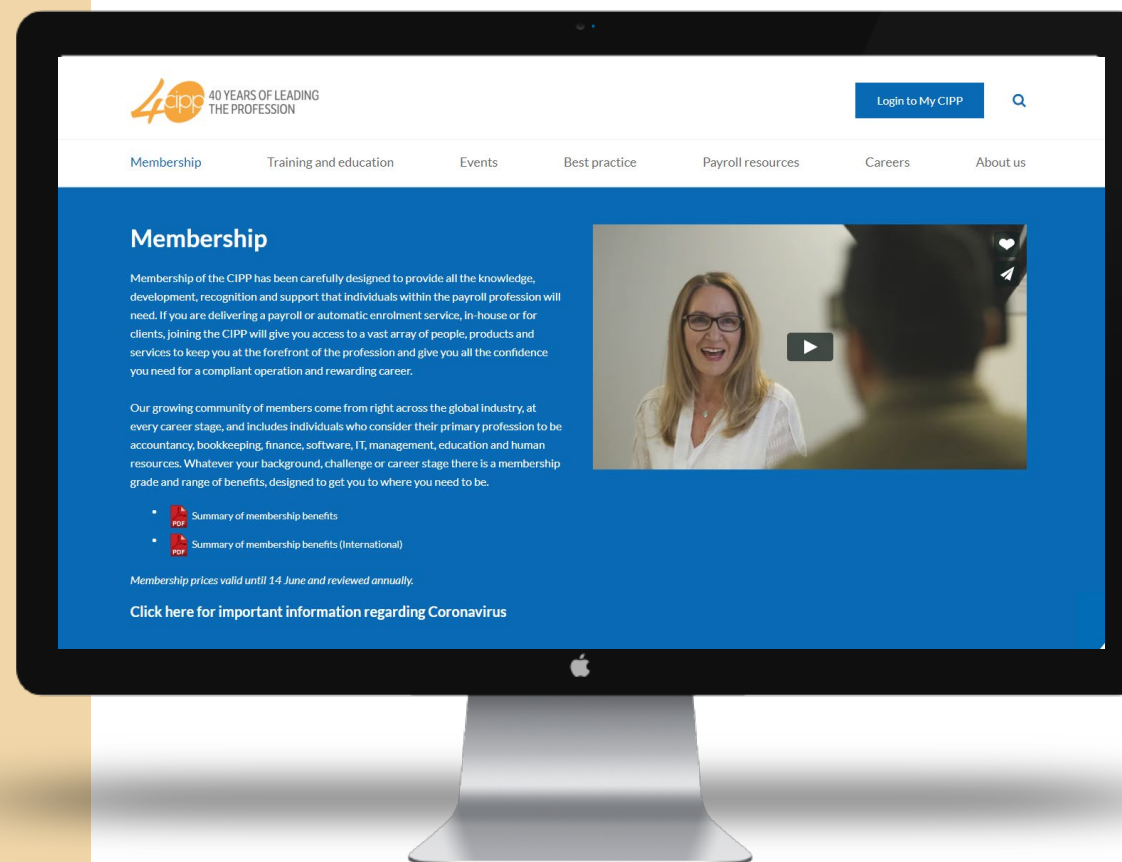 4cipp
40 YEARS OF LEADING
THE PROFESSION
Login to My CIPP
Membership Training and education Events Best practice Payroll resources Careers About us
Membership
Membership of the CIPP has been carefully designed to provide all the knowledge,
development, recognition and support that individuals within the payroll profession will
need. If you are delivering a payroll or automatic enrolment service, in-house or for
clients, joining the CIPP will give you access to a vast array of people, products and
services to keep you at the forefront of the profession and give you all the confidence
you need for a compliant operation and rewarding career.
Our growing community of members come from right across the global industry, at
every career stage, and includes individuals who consider their primary profession to be
accountancy, bookkeeping, finance, software, IT, management, education and human
resources. Whatever your background, challenge or career stage there is a membership
grade and range of benefits, designed to get you to where you need to be.
PDF Summary of membership benefits
PDF Summary of membership benefits (International)
Membership prices valid until 14 June and reviewed annually.
Click here for important information regarding Coronavirus